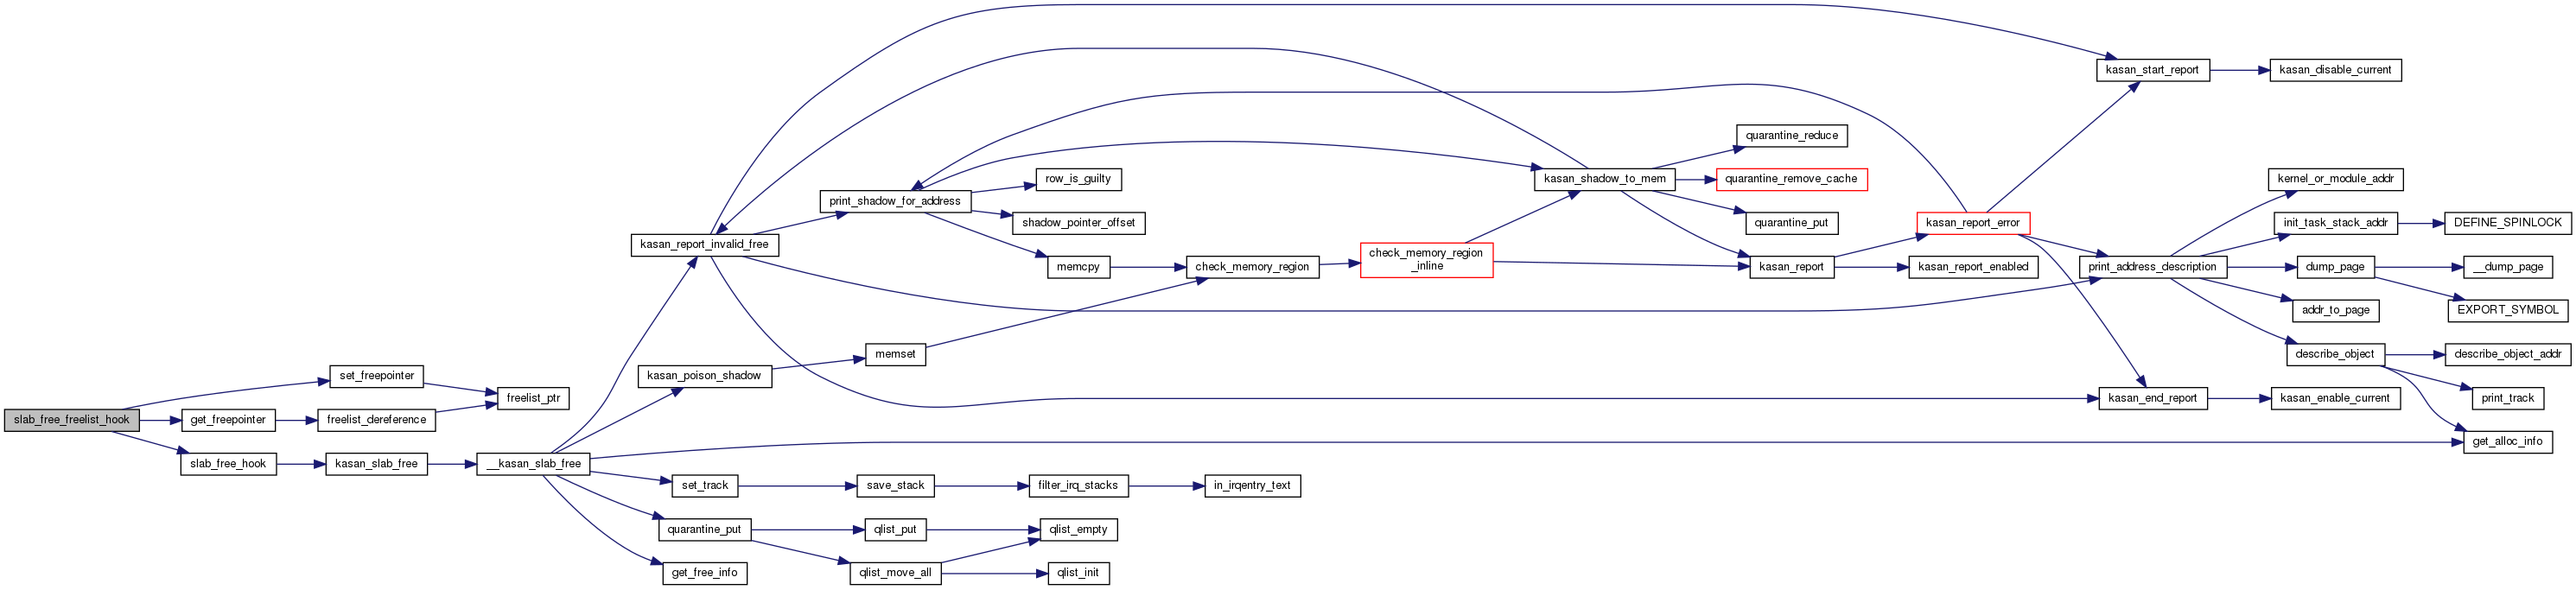 kasan_start_report
kasan_disable_current
quarantine_reduce
row_is_guilty
kasan_shadow_to_mem
quarantine_remove_cache
kernel_or_module_addr
print_shadow_for_address
shadow_pointer_offset
quarantine_put
kasan_report_error
init_task_stack_addr
DEFINE_SPINLOCK
kasan_report_invalid_free
memcpy
check_memory_region
check_memory_region
_inline
kasan_report
kasan_report_enabled
print_address_description
dump_page
__dump_page
addr_to_page
EXPORT_SYMBOL
memset
describe_object
describe_object_addr
set_freepointer
kasan_poison_shadow
freelist_ptr
kasan_end_report
kasan_enable_current
print_track
slab_free_freelist_hook
get_freepointer
freelist_dereference
get_alloc_info
slab_free_hook
kasan_slab_free
__kasan_slab_free
set_track
save_stack
filter_irq_stacks
in_irqentry_text
quarantine_put
qlist_put
qlist_empty
get_free_info
qlist_move_all
qlist_init